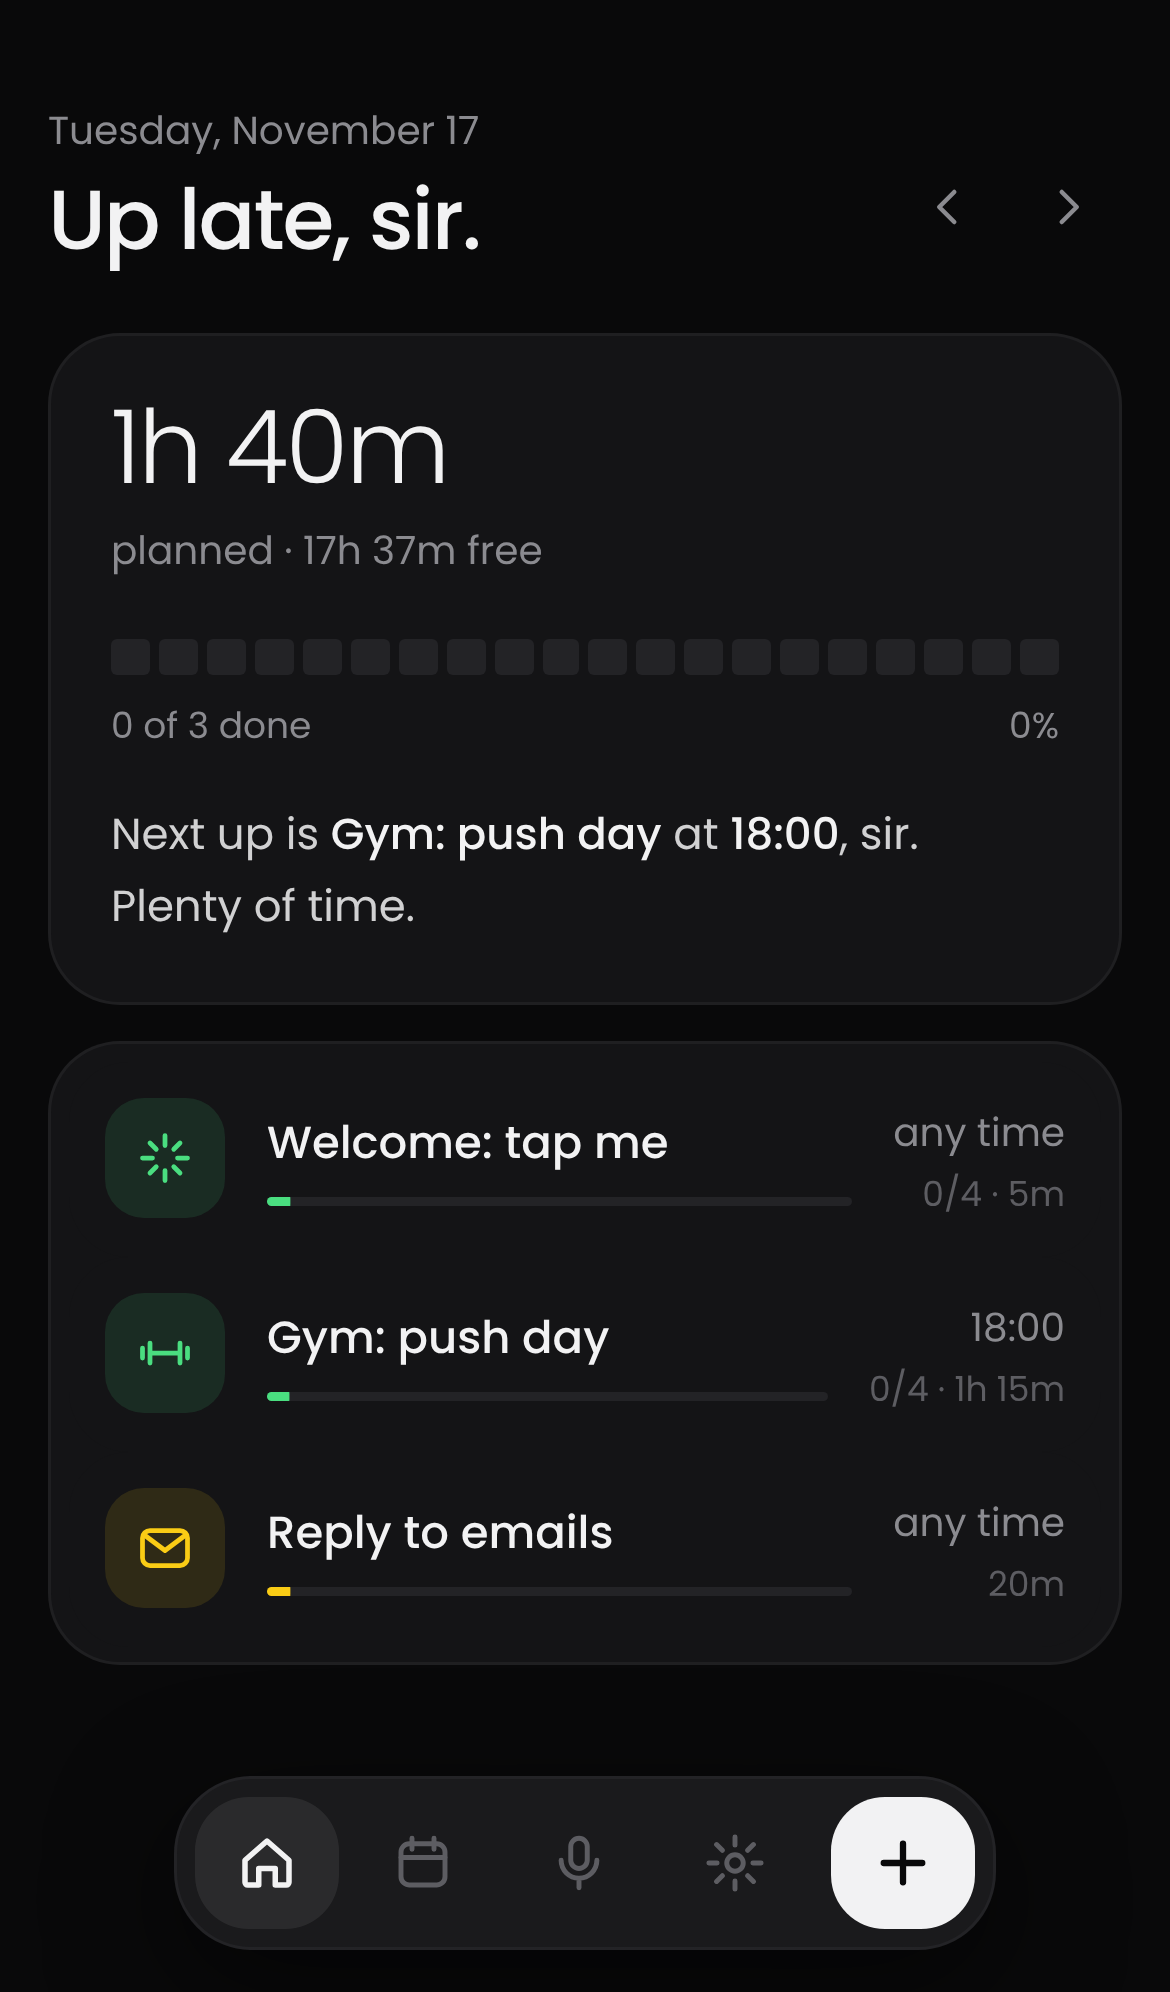 Tuesday, November 17
Up late, sir.
1h 40m
planned · 17h 37m free
0 of 3 done
0%
Next up is Gym: push day at 18:00, sir.
Plenty of time.
Welcome: tap me
any time
0/4 · 5m
Gym: push day
18:00
0/4 · 1h 15m
Reply to emails
any time
20m